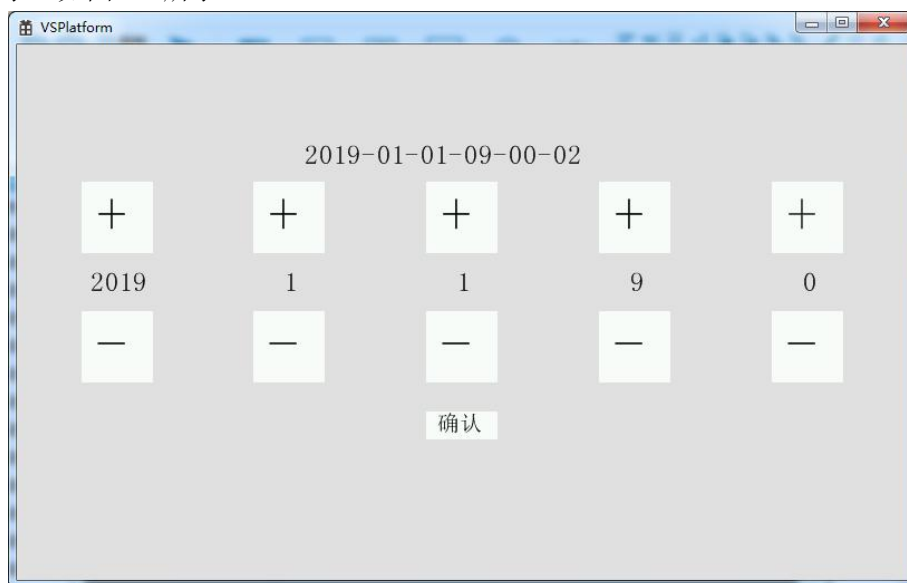 VSPlatform
2019-01-01-09-00-02
+ + + + +
2019 1 1 9 0
— — — — —
确认